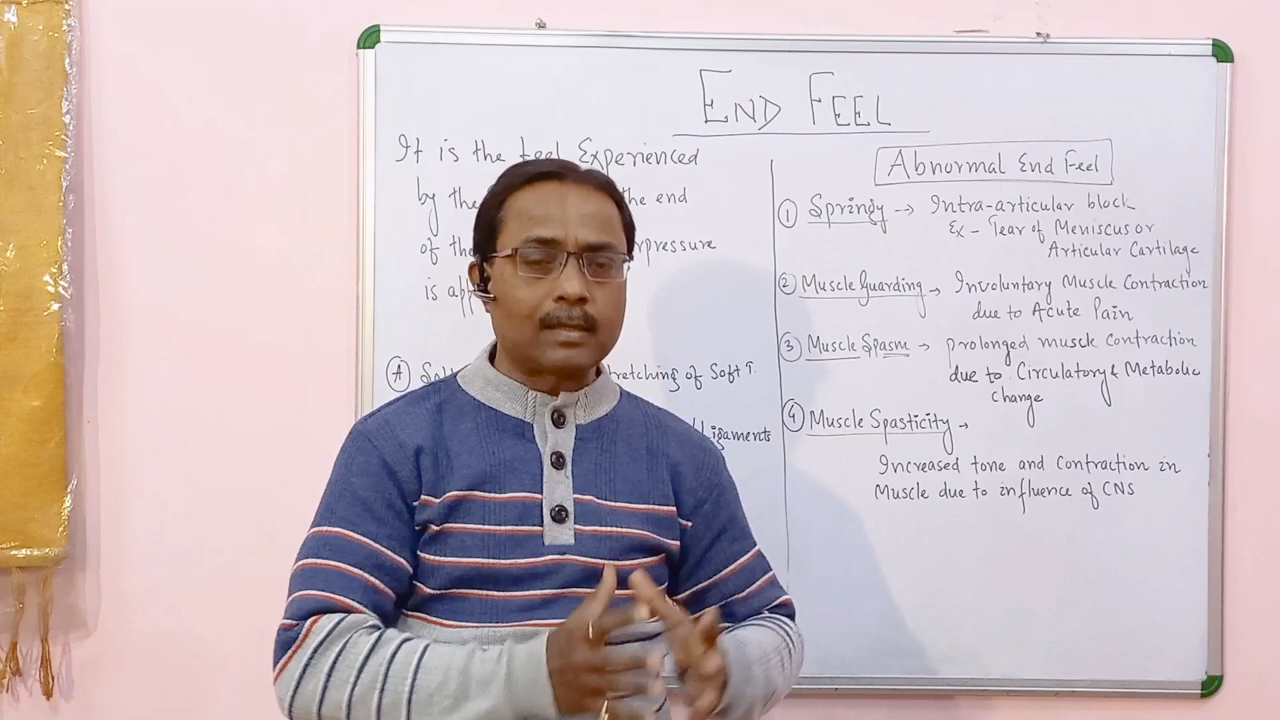 END FEEL
It is the feel Experienced
by the the end
of the rpressure
is app
A tretching of Soft T.
Ligaments
Abnormal End Feel
1 Springy --> Intra-articular block
Ex - Tear of Meniscus or
Articular Cartilage
2 Muscle Guarding → Involuntary Muscle Contraction
due to Acute Pain
3 Muscle Spasm → prolonged muscle contraction
due to Circulatory & Metabolic
change
4 Muscle Spasticity →
Increased tone and contraction in
Muscle due to influence of CNS